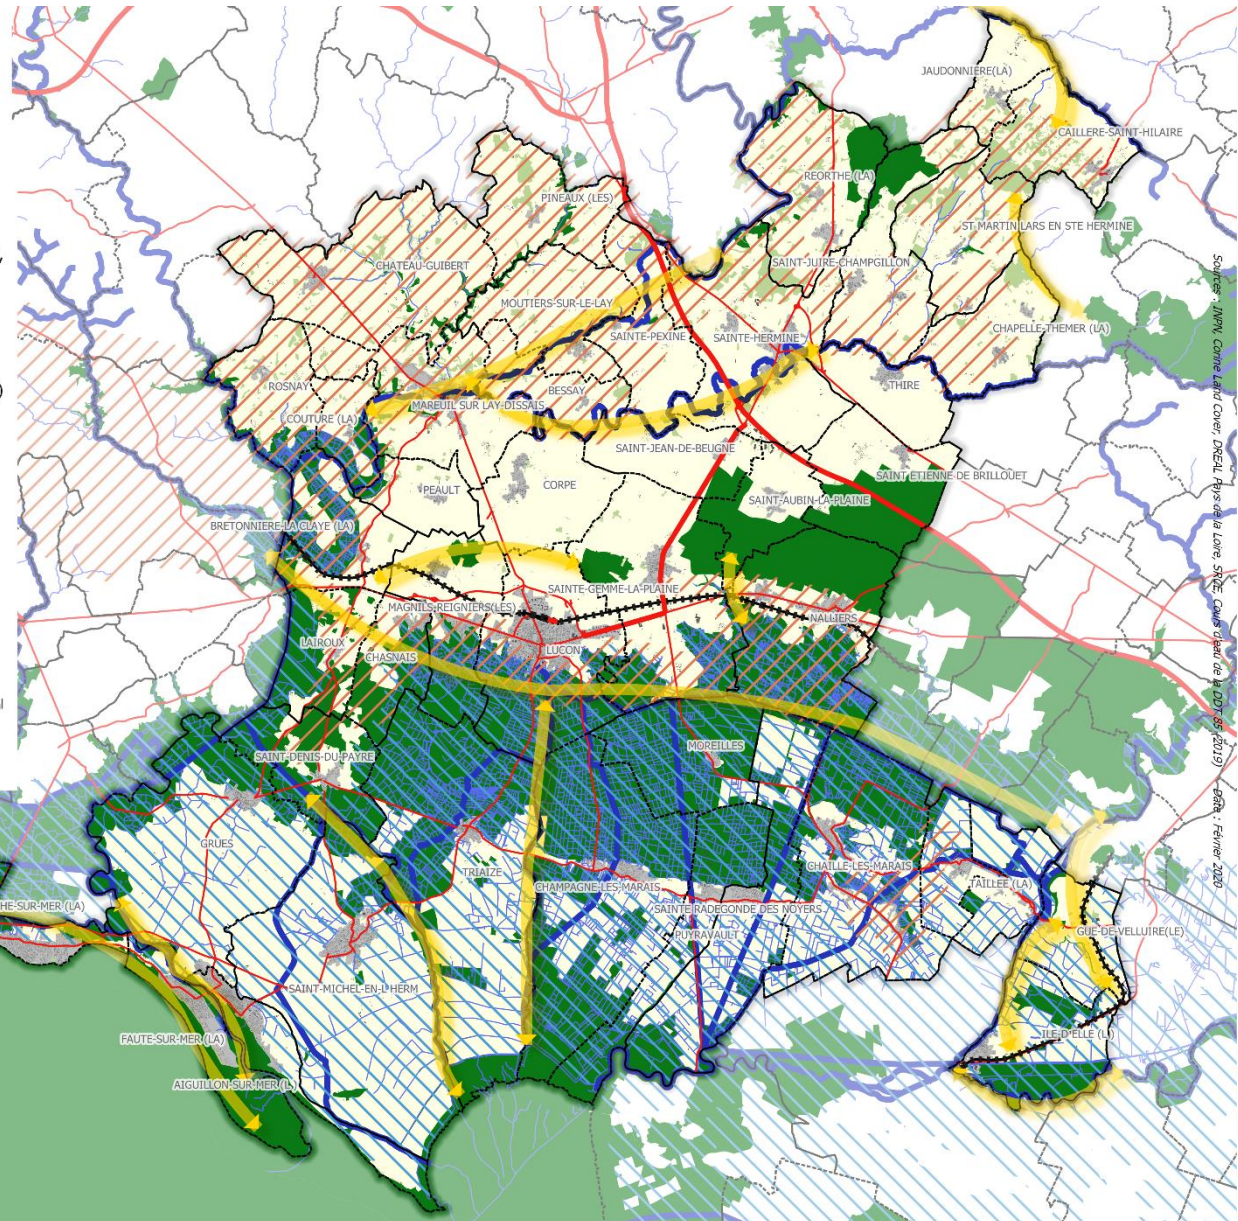 JAUDONNIERE(LA)
CAILLERE-SAINT-HILAIRE
REORTHE (LA)
PINEAUX (LES)
ST MARTIN LARS EN STE HERMINE
CHATEAU-GUIBERT
SAINT-JUIRE-CHAMPGILLON
MOUTIERS-SUR-LE-LAY
CHAPELLE-THEMER (LA)
SAINTE-PEXINE
SAINTE-HERMINE
ROSNAY
BESSAY
THIRE
COUTURE (LA)
MAREUIL SUR LAY-DISSAIS
SAINT-JEAN-DE-BEUGNE
SAINT ETIENNE DE BRILLOUET
PEAULT
CORPE
SAINT-AUBIN-LA-PLAINE
BRETONNIERE-LA CLAYE (LA)
SAINTE-GEMME-LA-PLAINE
MAGNILS-REIGNIERS(LES)
NALLIERS
LAIROUX
CHASNAIS
LUCON
SAINT-DENIS-DU-PAYRE
MOREILLES
GRUES
TRIAIZE
CHAMPAGNE-LES-MARAIS
CHAILLE-LES-MARAIS
TAILLEE (LA)
HE-SUR-MER (LA)
SAINTE RADEGONDE DES NOYERS
PUYRAVAULT
GUE-DE-VELLUIRE(LE)
SAINT-MICHEL-EN-L'HERM
FAUTE-SUR-MER (LA)
ILE-D'ELLE (L')
AIGUILLON-SUR-MER (L')
Sources : INPN, Corine Land Cover, DREAL Pays de la Loire, SRCE, Cours d'eau de la DDT 85 (2019) - Date : Février 2020